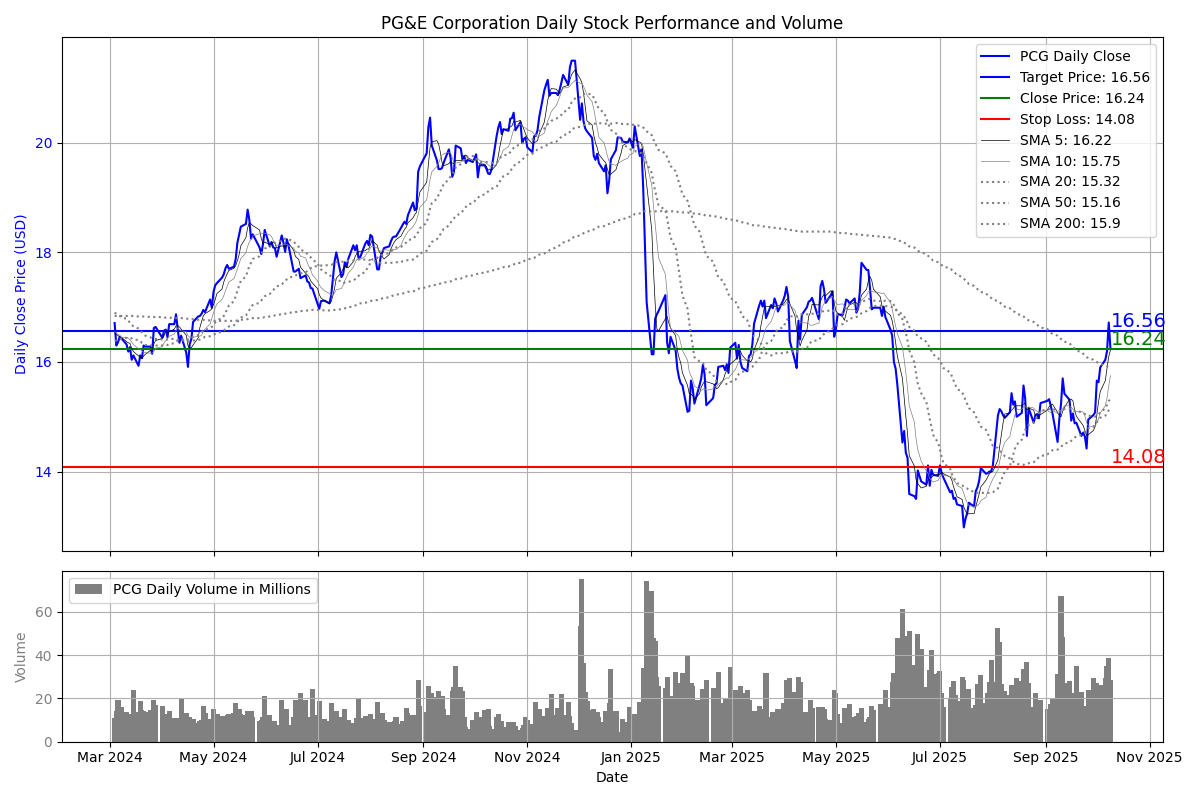 PG&E Corporation Daily Stock Performance and Volume
PCG Daily Close
Target Price: 16.56
Close Price: 16.24
Stop Loss: 14.08
SMA 5: 16.22
SMA 10: 15.75
SMA 20: 15.32
SMA 50: 15.16
SMA 200: 15.9
Daily Close Price (USD)
20
18
16
14
16.56
16.24
14.08
PCG Daily Volume in Millions
Volume
60
40
20
0
Mar 2024
May 2024
Jul 2024
Sep 2024
Nov 2024
Jan 2025
Mar 2025
May 2025
Jul 2025
Sep 2025
Nov 2025
Date